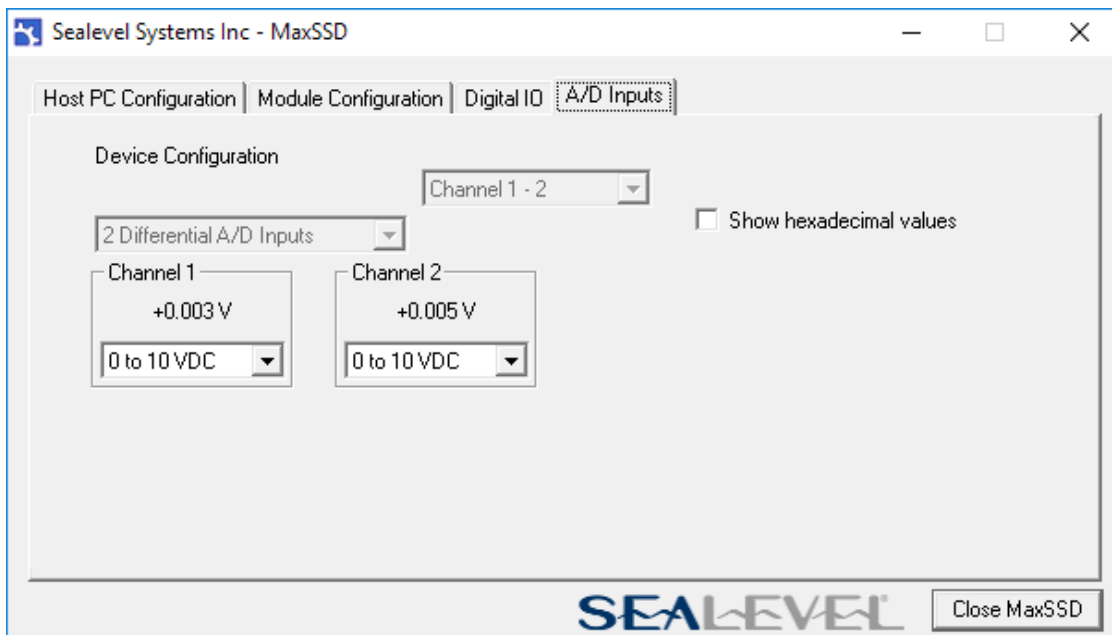 Sealevel Systems Inc - MaxSSD
Host PC Configuration Module Configuration Digital IO A/D Inputs
Device Configuration
Channel 1 - 2
Show hexadecimal values
2 Differential A/D Inputs
Channel 1 Channel 2
+0.003 V +0.005 V
0 to 10 VDC 0 to 10 VDC
SEALEVEL® Close MaxSSD